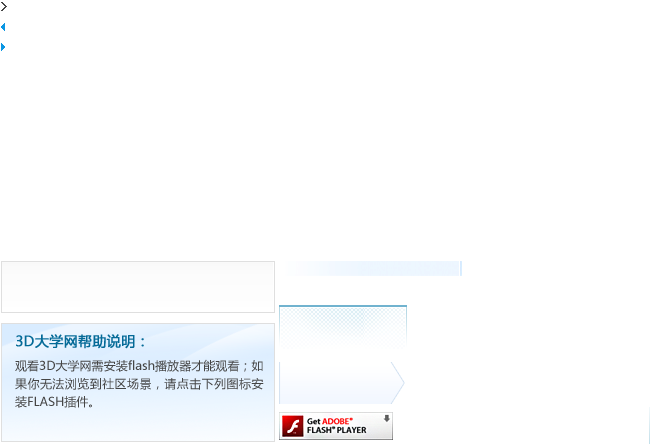 3D大学网帮助说明：
观看3D大学网需安装flash播放器才能观看；如
果你无法浏览到社区场景，请点击下列图标安
装FLASH插件。
Get ADOBE®
FLASH® PLAYER